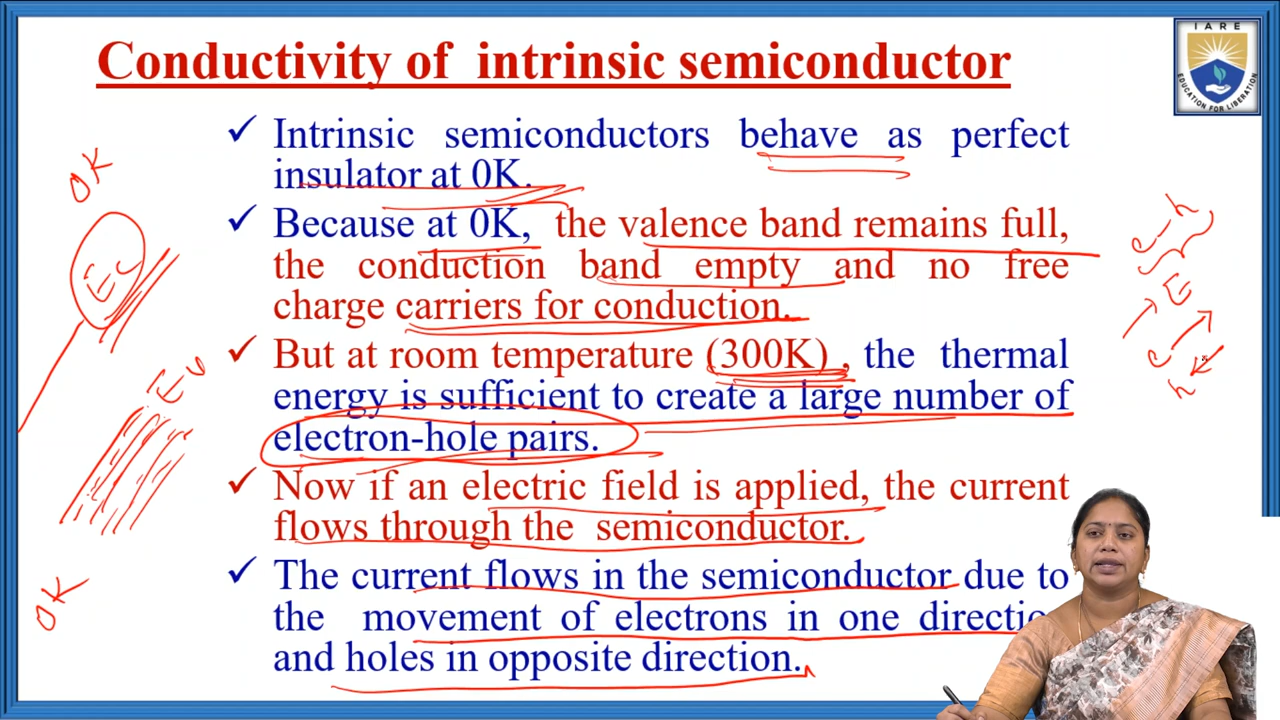 IARE
EDUCATION FOR LIBERATION
Conductivity of intrinsic semiconductor
✓ Intrinsic semiconductors behave as perfect
insulator at 0K.
✓ Because at 0K, the valence band remains full,
the conduction band empty and no free
charge carriers for conduction.
✓ But at room temperature (300K) , the thermal
energy is sufficient to create a large number of
electron-hole pairs.
✓ Now if an electric field is applied, the current
flows through the semiconductor.
✓ The current flows in the semiconductor due to
the movement of electrons in one
and holes in opposite direction.
0K
Ec
Ev
0K
e-h
E
e
h